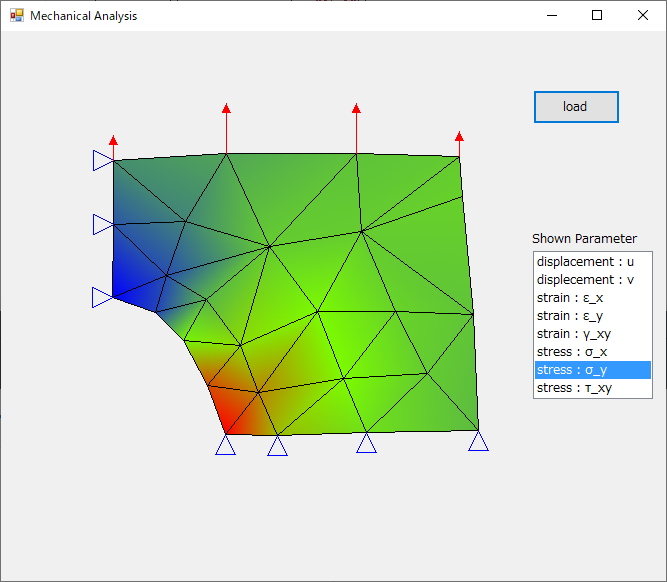 Mechanical Analysis
load
Shown Parameter
displacement : u
displecement : v
strain : ε_x
strain : ε_y
strain : γ_xy
stress : σ_x
stress : σ_y
stress : τ_xy